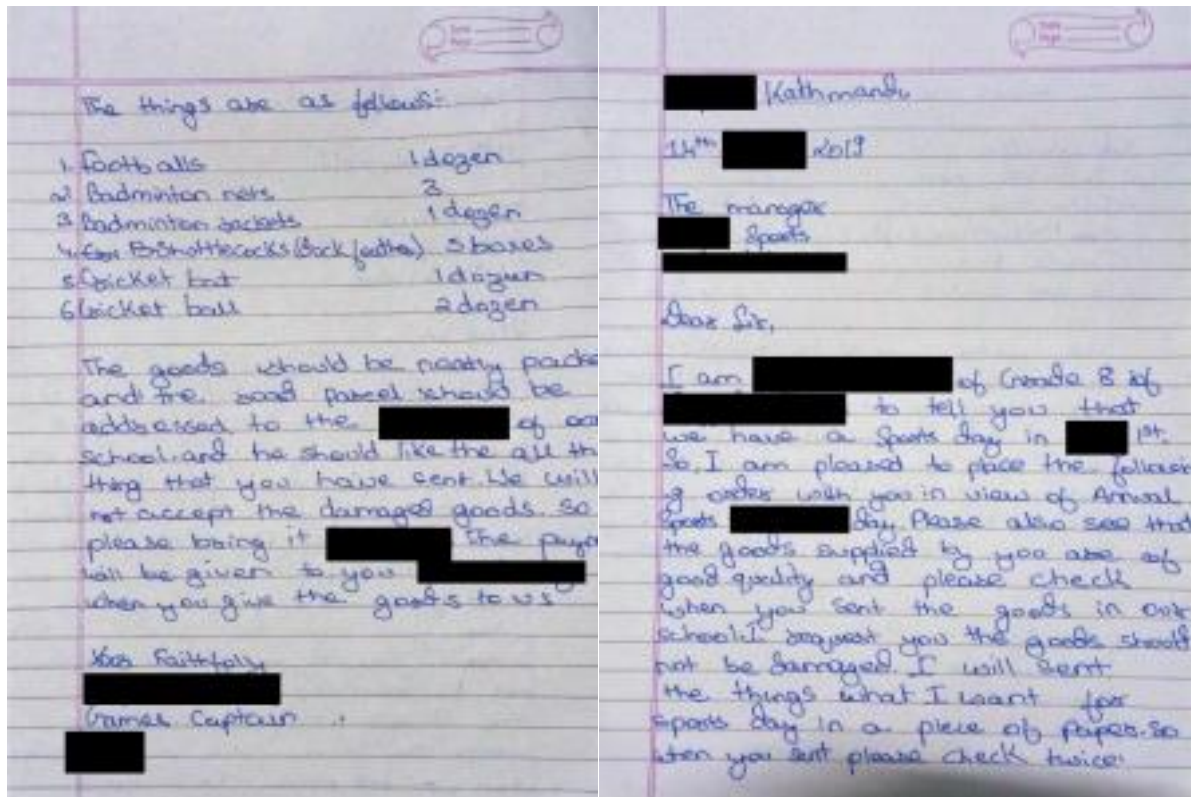 The things are as follows:-
1. Footballs 1 dozen
2. Badminton nets 3
3 Badminton rackets 1 dozen
4. Shottlecocks 5 boxes
5 Cricket bat 1 dozen
6 Cricket ball 2 dozen
The goods should be neatly packe
and the parcel should be
addressed to the of our
school. and he should like the all th
thing that you have sent. We will
not accept the damaged goods. So
please bring it The payme
will be given to you
when you give the goods to us
Faithfoly
Games Captain
Kathmandu
14th 2019
The manager
Sports
Dear Sir,
I am of Grade 8 of
to tell you that
we have a Sports day in 1st.
So, I am pleased to place the followin
g order with you in view of Annual
Sports day. Please also see that
the goods supplied by you are of
good quality and please check
when you sent the goods in our
school. I request you the goods should
not be damaged. I will sent
the things what I want for
sports day in a piece of paper. So
when you sent please check twice.